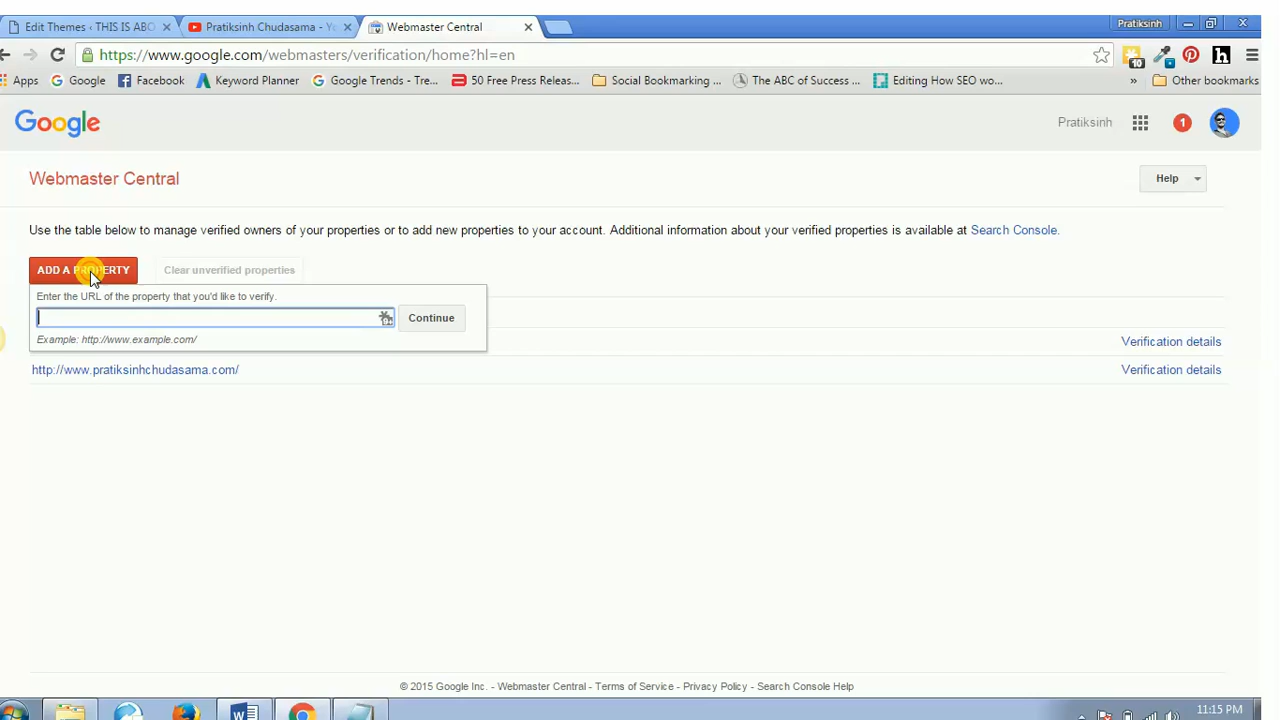 Edit Themes ‹ THIS IS ABO
Pratiksinh Chudasama - Y
Webmaster Central
Pratiksinh
https://www.google.com/webmasters/verification/home?hl=en
10
h
Apps
Google
Facebook
Keyword Planner
Google Trends - Tre...
50 Free Press Releas...
Social Bookmarking ...
The ABC of Success ...
Editing How SEO wo...
»
Other bookmarks
Google
Pratiksinh
1
Webmaster Central
Help
Use the table below to manage verified owners of your properties or to add new properties to your account. Additional information about your verified properties is available at Search Console.
ADD A PROPERTY
Clear unverified properties
Enter the URL of the property that you'd like to verify.
Continue
Example: http://www.example.com/
Verification details
http://www.pratiksinhchudasama.com/
Verification details
© 2015 Google Inc. - Webmaster Central - Terms of Service - Privacy Policy - Search Console Help
11:15 PM